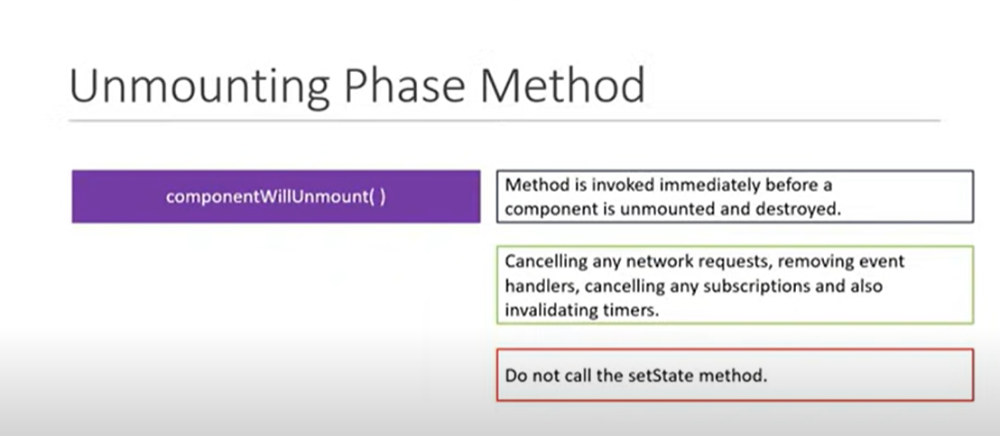 Unmounting Phase Method
componentWillUnmount( )
Method is invoked immediately before a
component is unmounted and destroyed.
Cancelling any network requests, removing event
handlers, cancelling any subscriptions and also
invalidating timers.
Do not call the setState method.